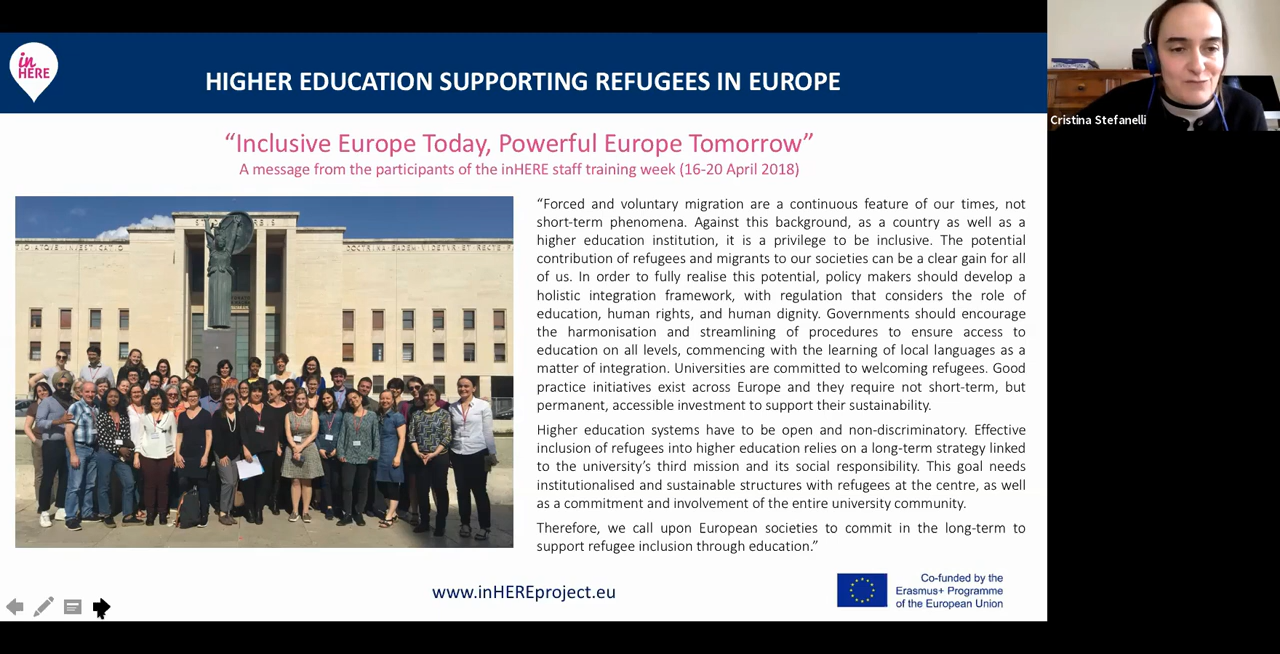 in
HERE
HIGHER EDUCATION SUPPORTING REFUGEES IN EUROPE
Cristina Stefanelli
“Inclusive Europe Today, Powerful Europe Tomorrow”
A message from the participants of the inHERE staff training week (16-20 April 2018)
“Forced and voluntary migration are a continuous feature of our times, not
short-term phenomena. Against this background, as a country as well as a
higher education institution, it is a privilege to be inclusive. The potential
contribution of refugees and migrants to our societies can be a clear gain for all
of us. In order to fully realise this potential, policy makers should develop a
holistic integration framework, with regulation that considers the role of
education, human rights, and human dignity. Governments should encourage
the harmonisation and streamlining of procedures to ensure access to
education on all levels, commencing with the learning of local languages as a
matter of integration. Universities are committed to welcoming refugees. Good
practice initiatives exist across Europe and they require not short-term, but
permanent, accessible investment to support their sustainability.
Higher education systems have to be open and non-discriminatory. Effective
inclusion of refugees into higher education relies on a long-term strategy linked
to the university’s third mission and its social responsibility. This goal needs
institutionalised and sustainable structures with refugees at the centre, as well
as a commitment and involvement of the entire university community.
Therefore, we call upon European societies to commit in the long-term to
support refugee inclusion through education.”
www.inHEREproject.eu
Co-funded by the
Erasmus+ Programme
of the European Union